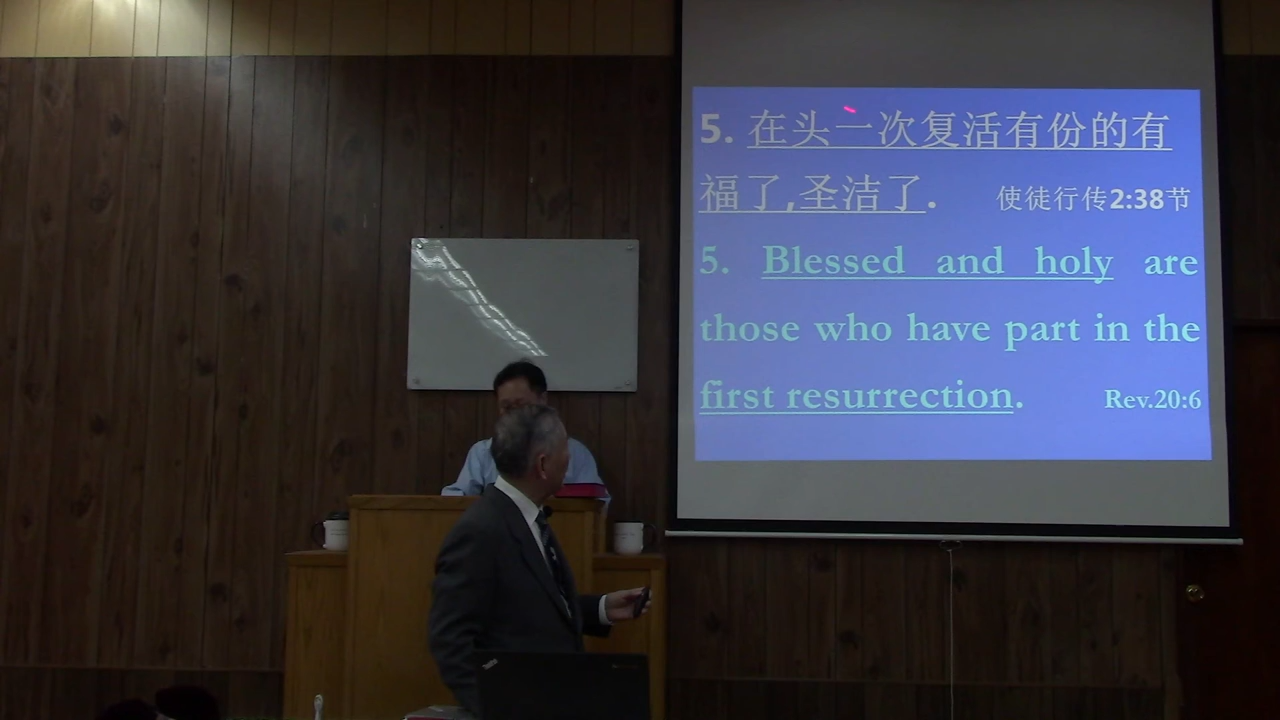 5. 在头一次复活有份的有
福了,圣洁了. 使徒行传2:38节
5. Blessed and holy are
those who have part in the
first resurrection. Rev.20:6